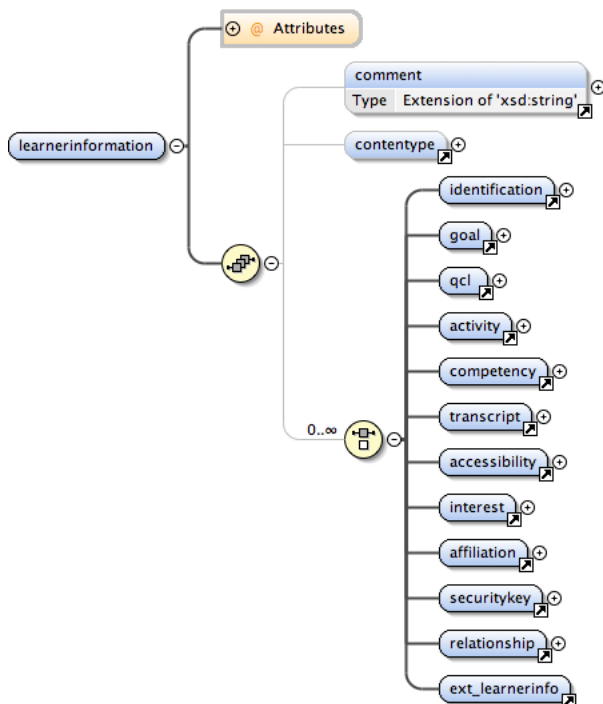 @ Attributes
comment
Type Extension of 'xsd:string'
learnerinformation
contentype
identification
goal
qcl
activity
competency
transcript
0..∞
accessibility
interest
affiliation
securitykey
relationship
ext_learnerinfo